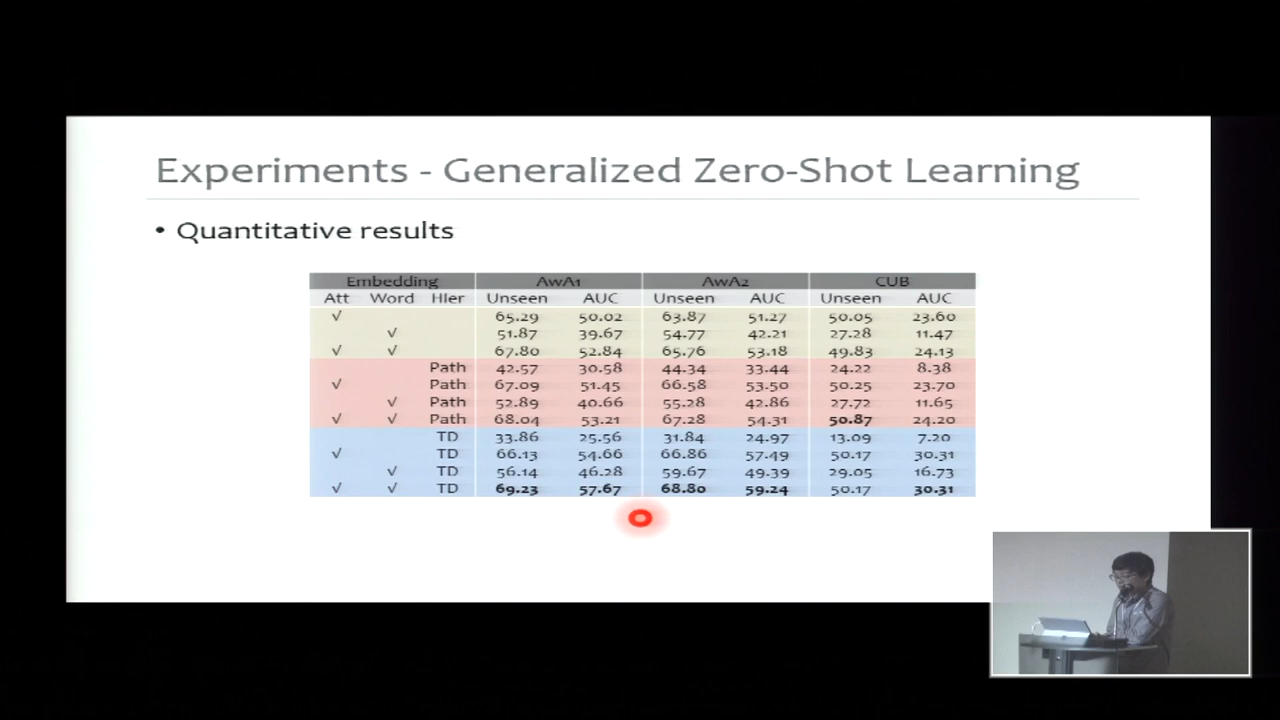 Experiments - Generalized Zero-Shot Learning
• Quantitative results
Embedding AwA1 AwA2 CUB
Att Word Hier Unseen AUC Unseen AUC Unseen AUC
√ 65.29 50.02 63.87 51.27 50.05 23.60
√ 51.87 39.67 54.77 42.21 27.28 11.47
√ √ 67.80 52.84 65.76 53.18 49.83 24.13
Path 42.57 30.58 44.34 33.44 24.22 8.38
√ Path 67.09 51.45 66.58 53.50 50.25 23.70
√ Path 52.89 40.66 55.28 42.86 27.72 11.65
√ √ Path 68.04 53.21 67.28 54.31 50.87 24.20
TD 33.86 25.56 31.84 24.97 13.09 7.20
√ TD 66.13 54.66 66.86 57.49 50.17 30.31
√ TD 56.14 46.28 59.67 49.39 29.05 16.73
√ √ TD 69.23 57.67 68.80 59.24 50.17 30.31